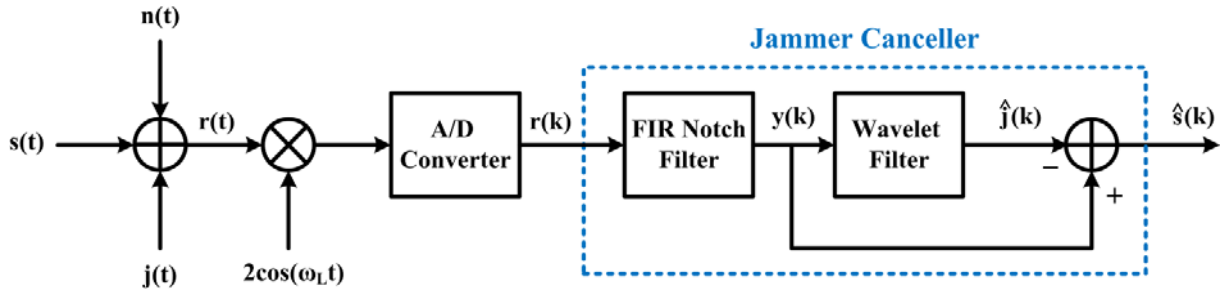 n(t)
Jammer Canceller
s(t)
r(t)
A/D
Converter
r(k)
FIR Notch
Filter
y(k)
Wavelet
Filter
ĵ(k)
ŝ(k)
−
+
j(t)
2cos(ω_L t)